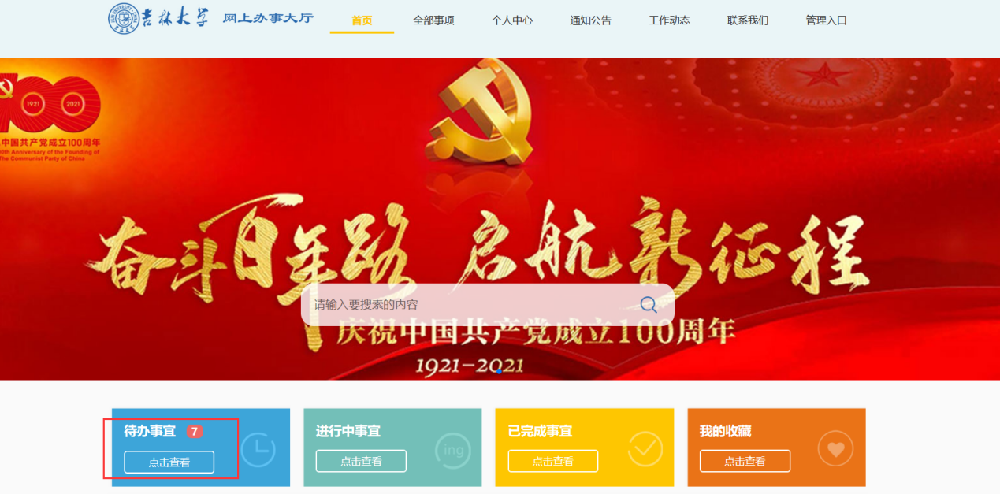 吉林大学 网上办事大厅 首页 全部事项 个人中心 通知公告 工作动态 联系我们 管理入口
1921 2021
中国共产党成立100周年
0th Anniversary of the Founding of
The Communist Party of China
奋斗百年路 启航新征程
请输入要搜索的内容
庆祝中国共产党成立100周年
1921-2021
待办事宜 7 进行中事宜 已完成事宜 我的收藏
ing
点击查看 点击查看 点击查看 点击查看